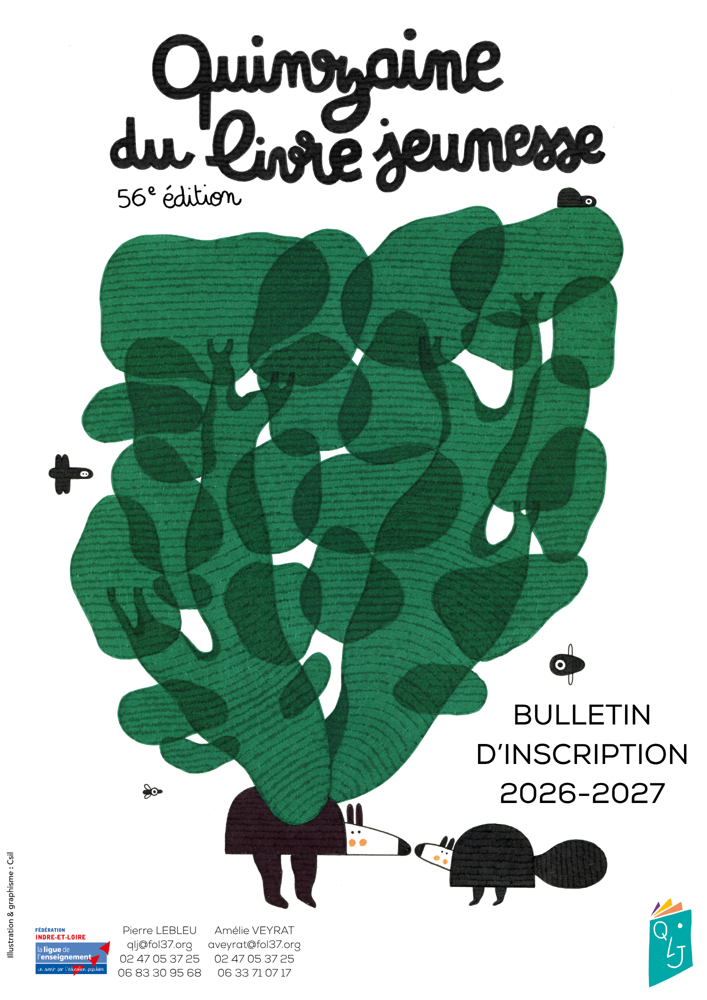 Quinzaine
du livre jeunesse
56e édition
BULLETIN
D'INSCRIPTION
2026-2027
Illustration & graphisme : Csil
FÉDÉRATION
INDRE-ET-LOIRE
la ligue de
l'enseignement
un avenir par l'éducation populaire
Pierre LEBLEU
qlj@fol37.org
02 47 05 37 25
06 83 30 95 68
Amélie VEYRAT
aveyrat@fol37.org
02 47 05 37 25
06 33 71 07 17
QLJ